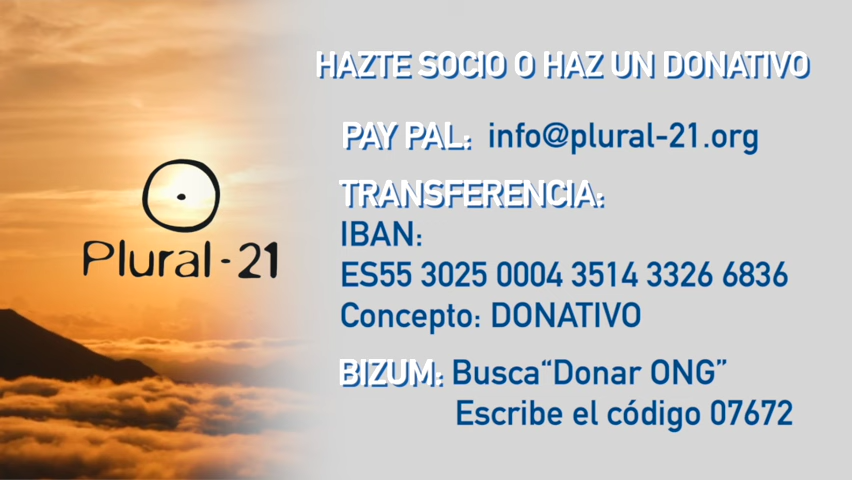 HAZTE SOCIO O HAZ UN DONATIVO
PAY PAL: info@plural-21.org
TRANSFERENCIA:
IBAN:
ES55 3025 0004 3514 3326 6836
Concepto: DONATIVO
BIZUM: Busca“Donar ONG”
Escribe el código 07672
Plural-21